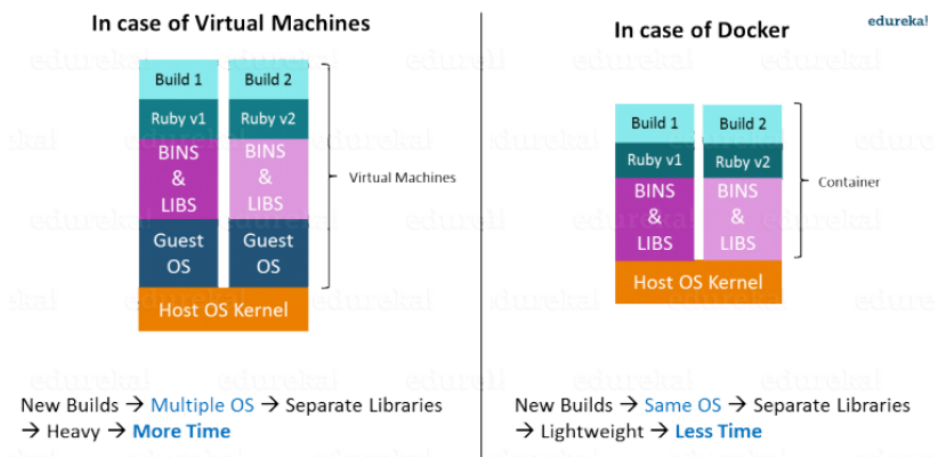 In case of Virtual Machines
Build 1
Build 2
Ruby v1
Ruby v2
BINS
&
LIBS
BINS
&
LIBS
Guest
OS
Guest
OS
Host OS Kernel
Virtual Machines
New Builds → Multiple OS → Separate Libraries
→ Heavy → More Time
edureka!
In case of Docker
Build 1
Build 2
Ruby v1
Ruby v2
BINS
&
LIBS
BINS
&
LIBS
Host OS Kernel
Container
New Builds → Same OS → Separate Libraries
→ Lightweight → Less Time